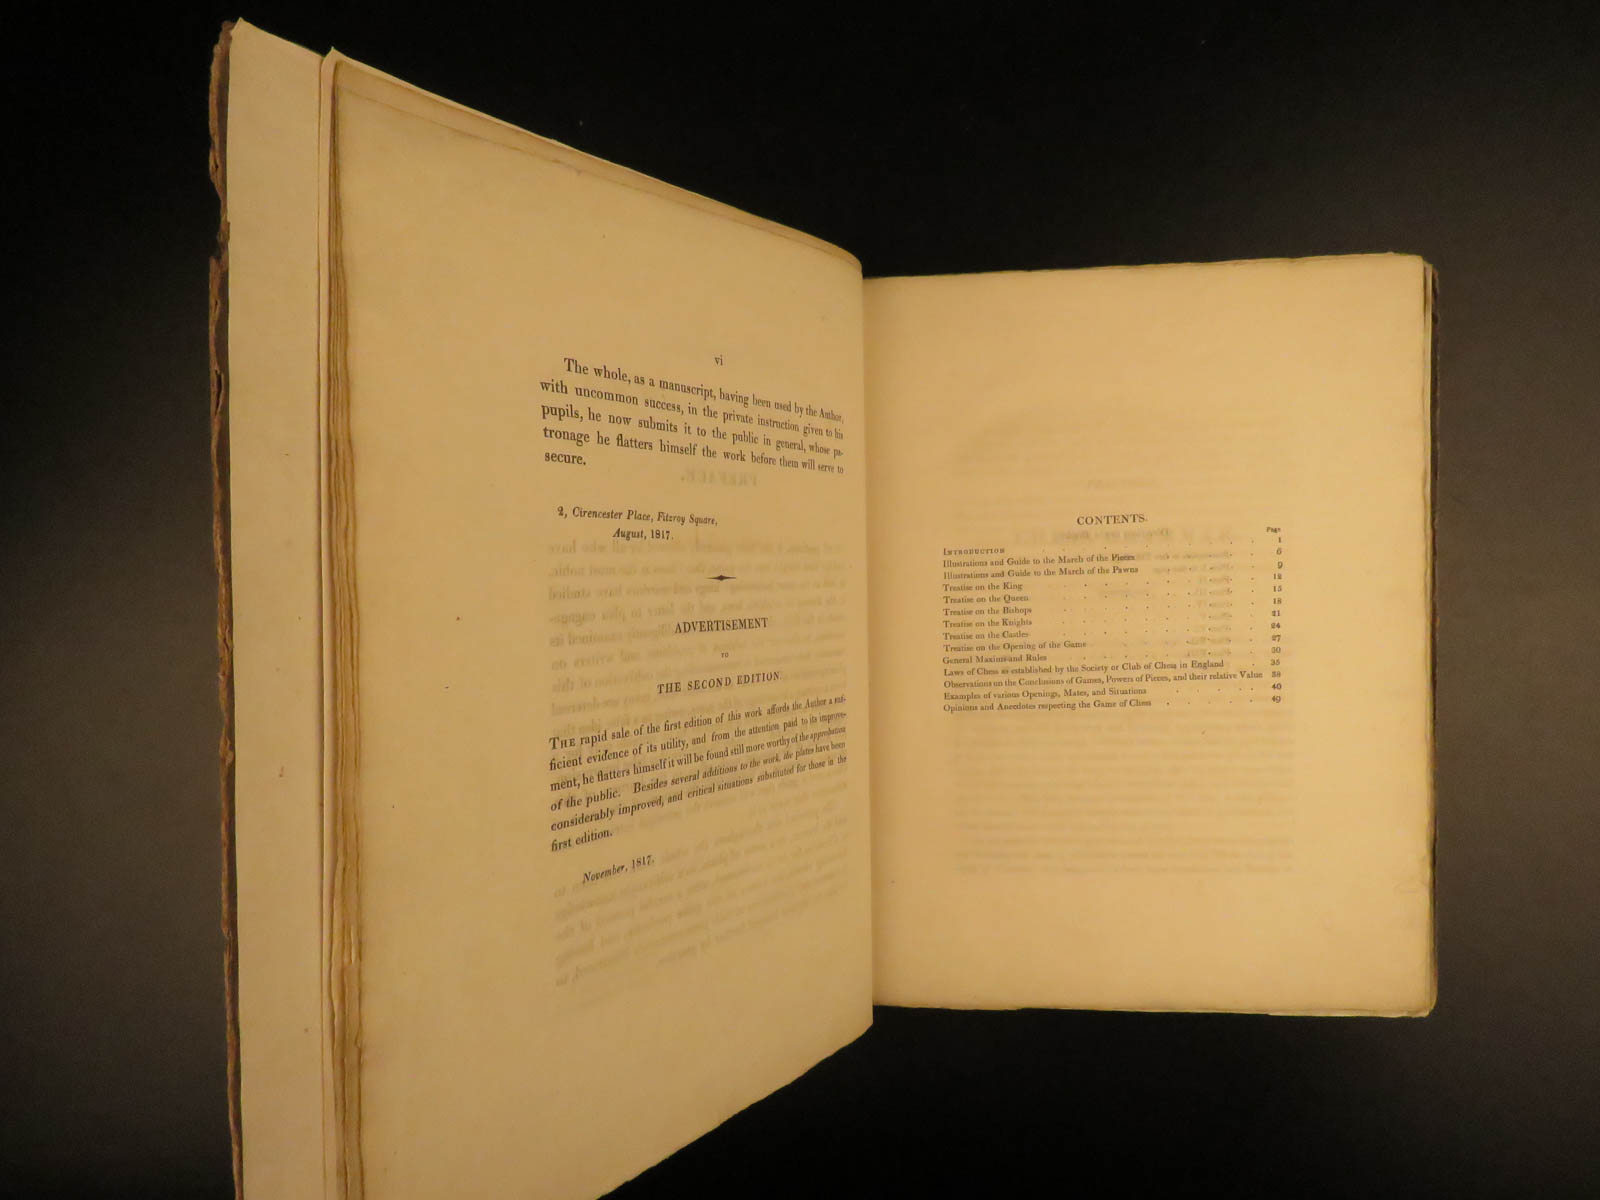 vi
The whole, as a manuscript, having been used by the Author,
with uncommon success, in the private instruction given to his
pupils, he now submits it to the public in general, whose pa-
tronage he flatters himself the work before them will serve to
secure.
2, Cirencester Place, Fitzroy Square,
August, 1817.
ADVERTISEMENT
TO
THE SECOND EDITION.
THE rapid sale of the first edition of this work affords the Author a suf-
ficient evidence of its utility, and from the attention paid to its improve-
ment, he flatters himself it will be found still more worthy of the approbation
of the public. Besides several additions to the work, the plates have been
considerably improved, and critical situations substituted for those in the
first edition.
November, 1817.
CONTENTS.
Page
INTRODUCTION 1
Illustrations and Guide to the March of the Pieces 6
Illustrations and Guide to the March of the Pawns 9
Treatise on the King 12
Treatise on the Queen 15
Treatise on the Bishops 18
Treatise on the Knights 21
Treatise on the Castles 24
Treatise on the Opening of the Game 27
General Maxims and Rules 30
Laws of Chess as established by the Society or Club of Chess in England 35
Observations on the Conclusions of Games, Powers of Pieces, and their relative Value 38
Examples of various Openings, Mates, and Situations 40
Opinions and Anecdotes respecting the Game of Chess 49